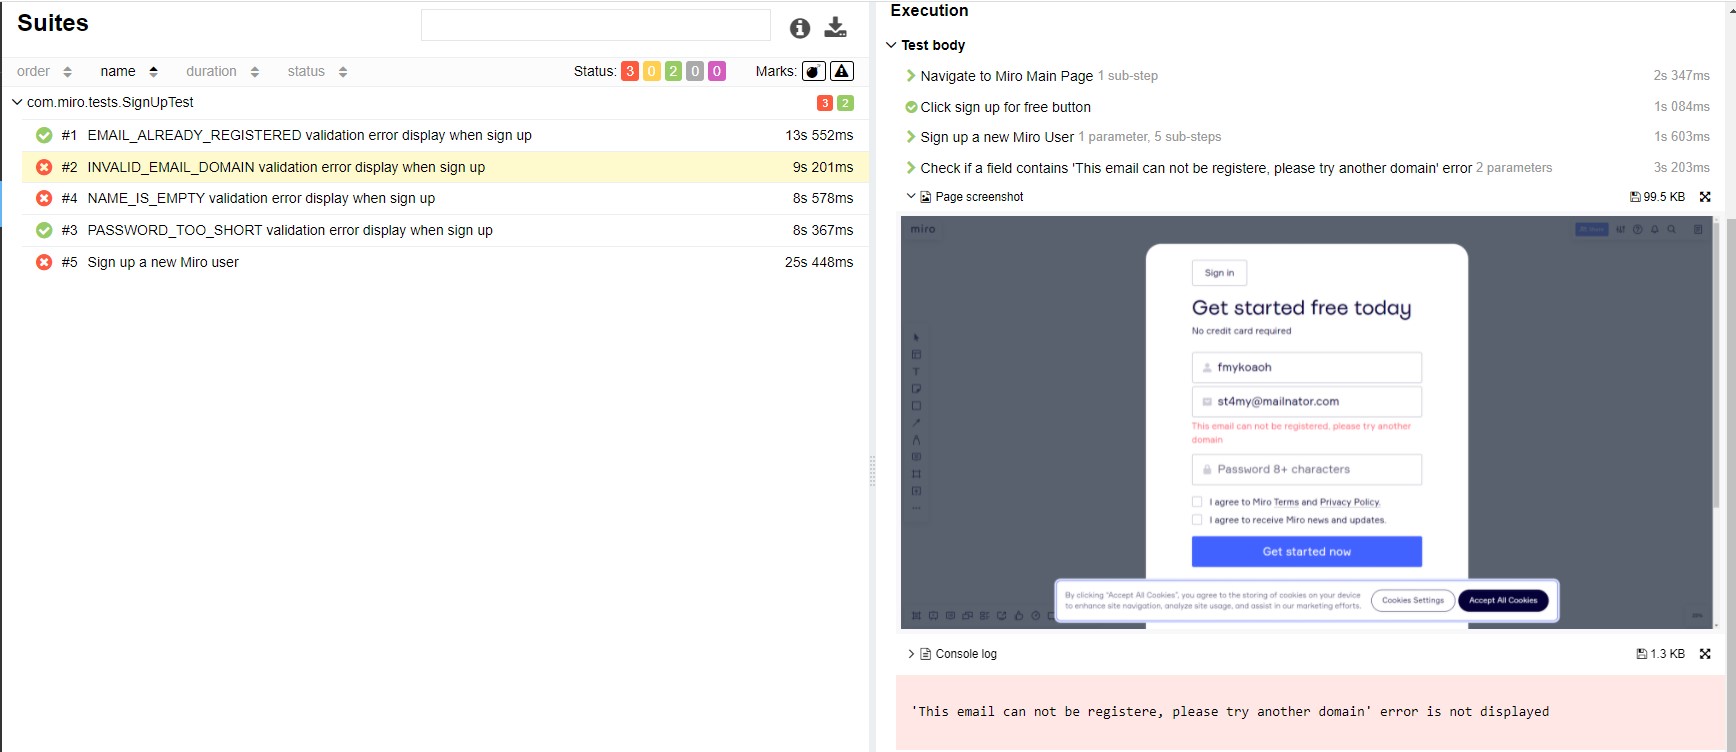 Suites
order name duration status Status: 3 0 2 0 0 Marks:
com.miro.tests.SignUpTest 3 2
#1 EMAIL_ALREADY_REGISTERED validation error display when sign up 13s 552ms
#2 INVALID_EMAIL_DOMAIN validation error display when sign up 9s 201ms
#4 NAME_IS_EMPTY validation error display when sign up 8s 578ms
#3 PASSWORD_TOO_SHORT validation error display when sign up 8s 367ms
#5 Sign up a new Miro user 25s 448ms
Execution
Test body
Navigate to Miro Main Page 1 sub-step 2s 347ms
Click sign up for free button 1s 084ms
Sign up a new Miro User 1 parameter, 5 sub-steps 1s 603ms
Check if a field contains 'This email can not be registere, please try another domain' error 2 parameters 3s 203ms
Page screenshot 99.5 KB
miro
Share
Sign in
Get started free today
No credit card required
fmykoaoh
st4my@mailnator.com
This email can not be registered, please try another
domain
Password 8+ characters
I agree to Miro Terms and Privacy Policy.
I agree to receive Miro news and updates.
Get started now
By clicking "Accept All Cookies", you agree to the storing of cookies on your device
to enhance site navigation, analyze site usage, and assist in our marketing efforts.
Cookies Settings Accept All Cookies
Console log 1.3 KB
'This email can not be registere, please try another domain' error is not displayed